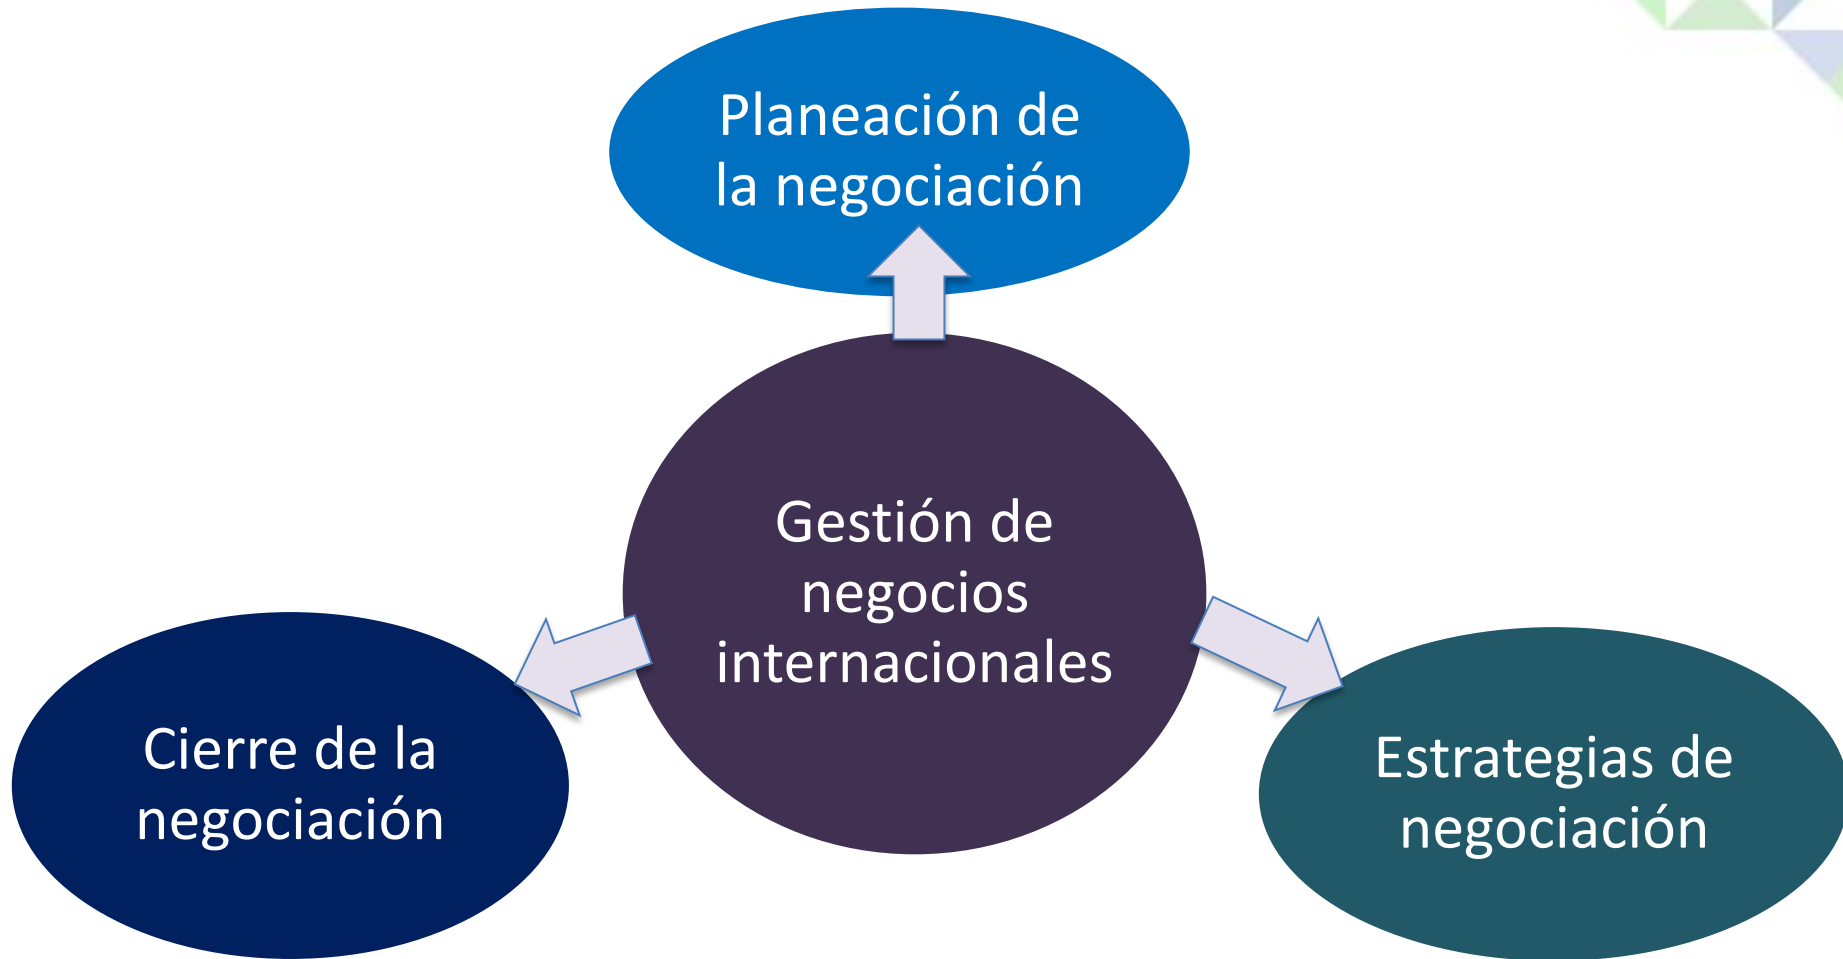 Planeación de
la negociación
Gestión de
negocios
internacionales
Cierre de la
negociación
Estrategias de
negociación